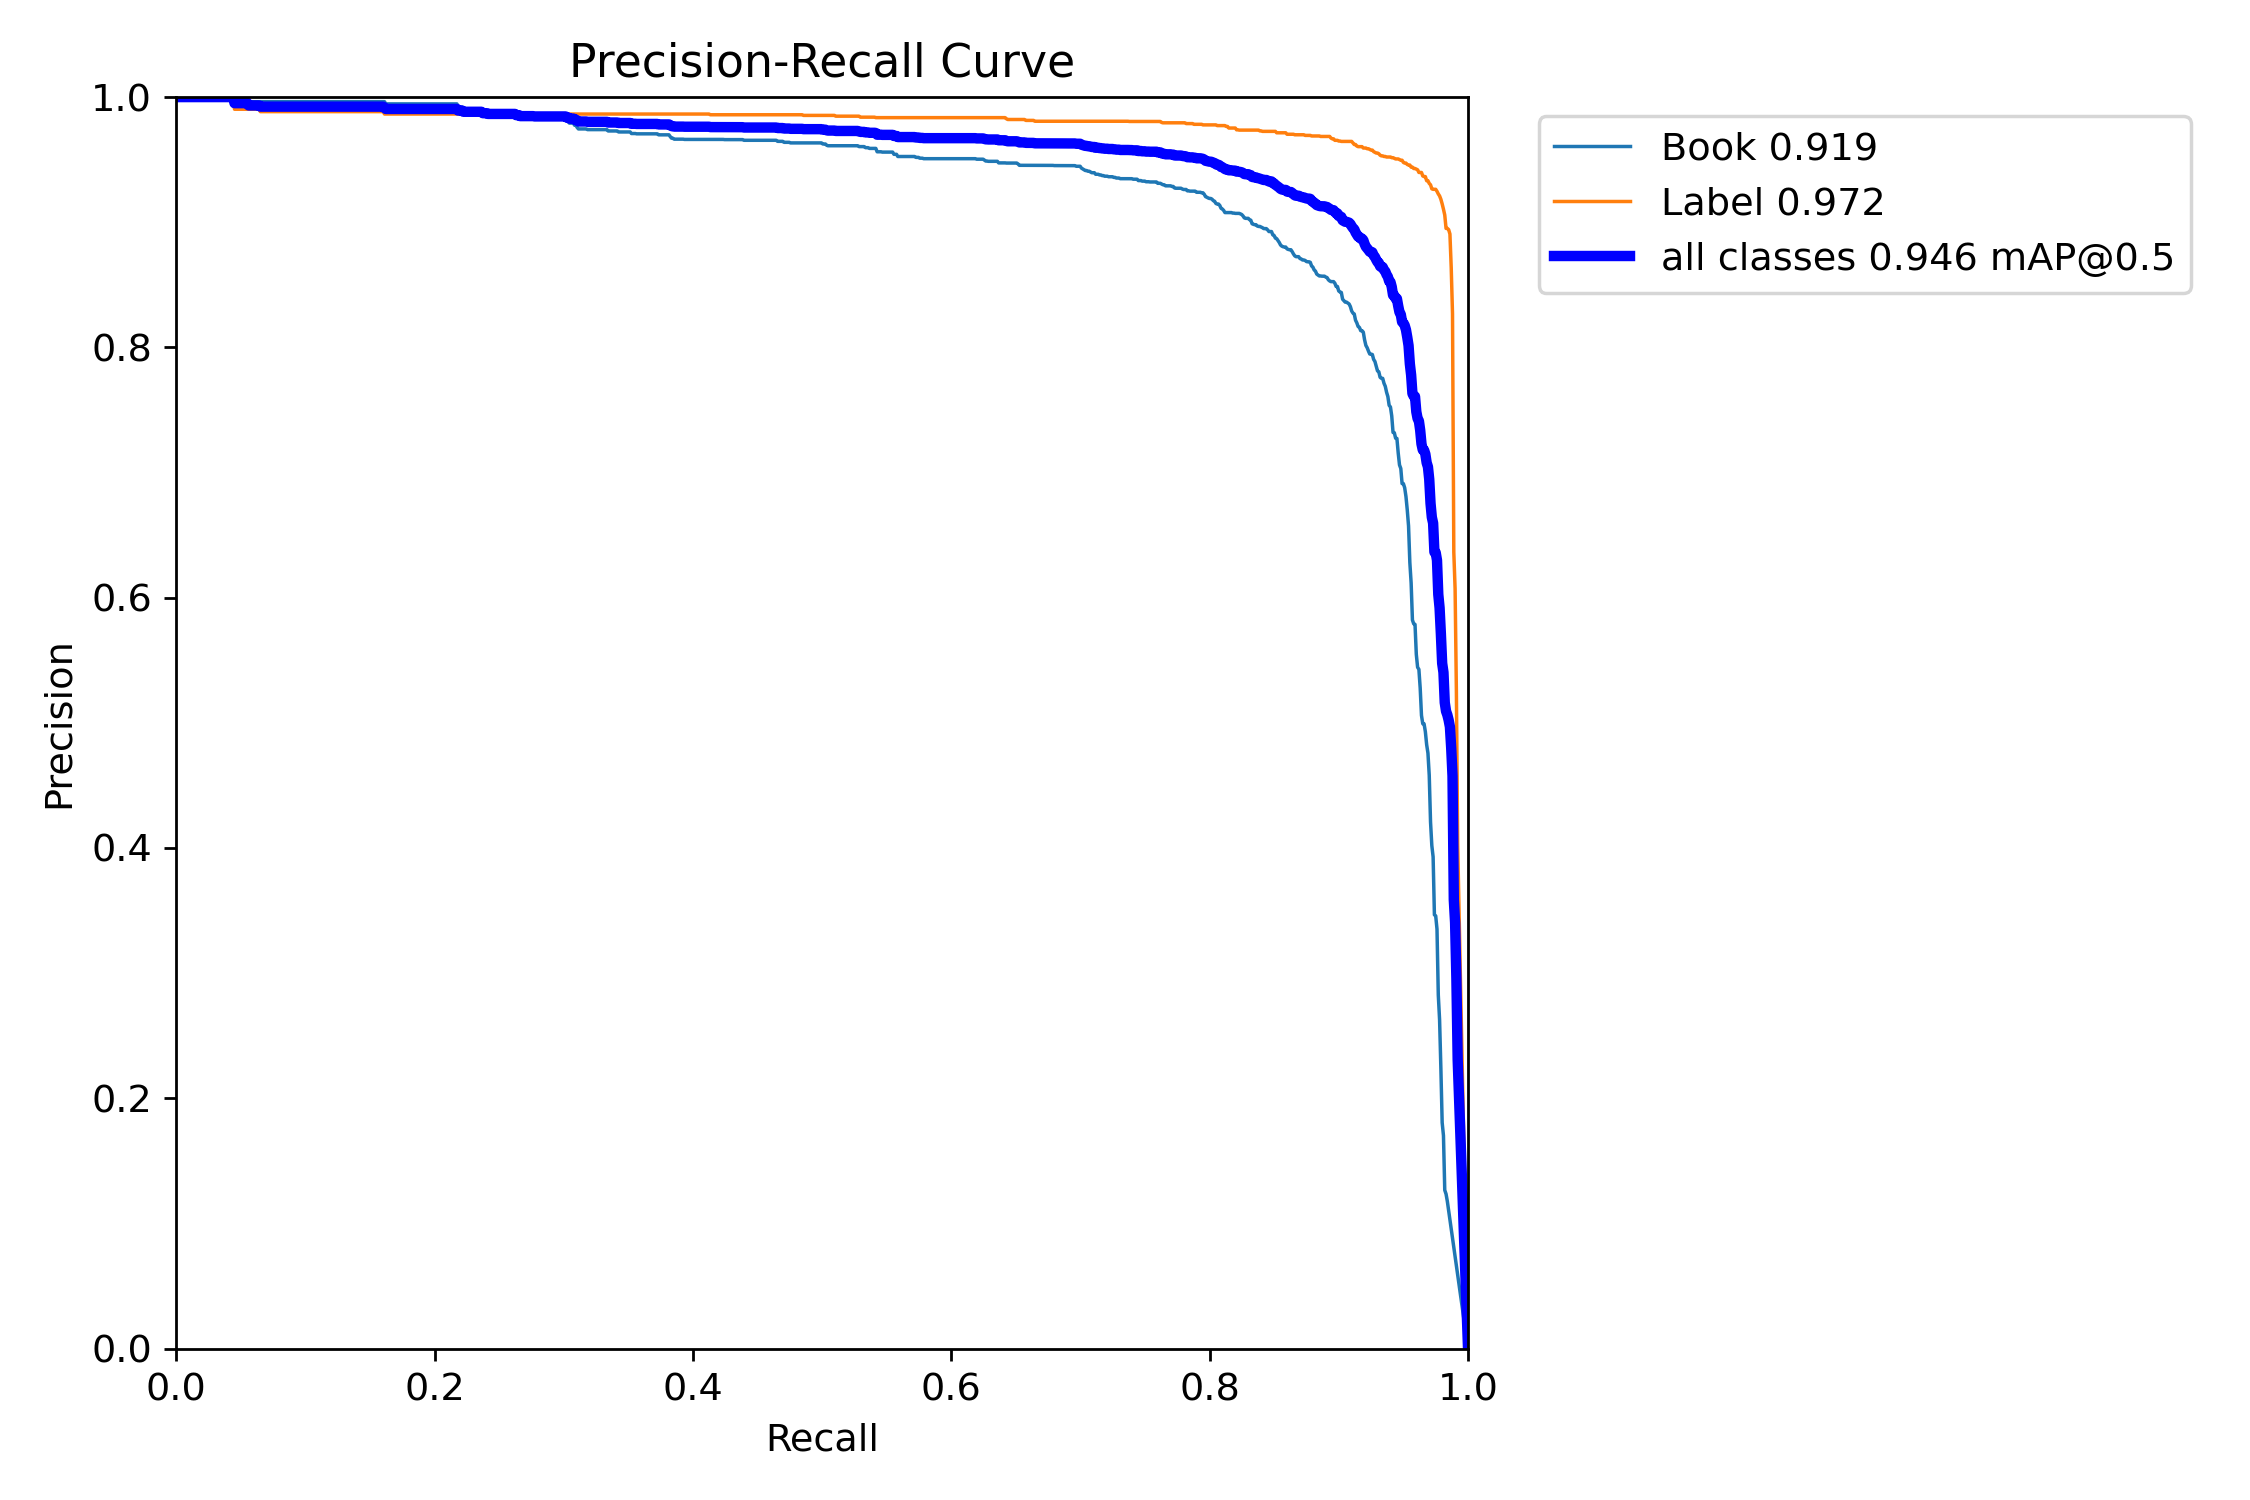 Precision-Recall Curve
Book 0.919
Label 0.972
all classes 0.946 mAP@0.5
1.0
0.8
0.6
0.4
0.2
0.0
Precision
0.0 0.2 0.4 0.6 0.8 1.0
Recall